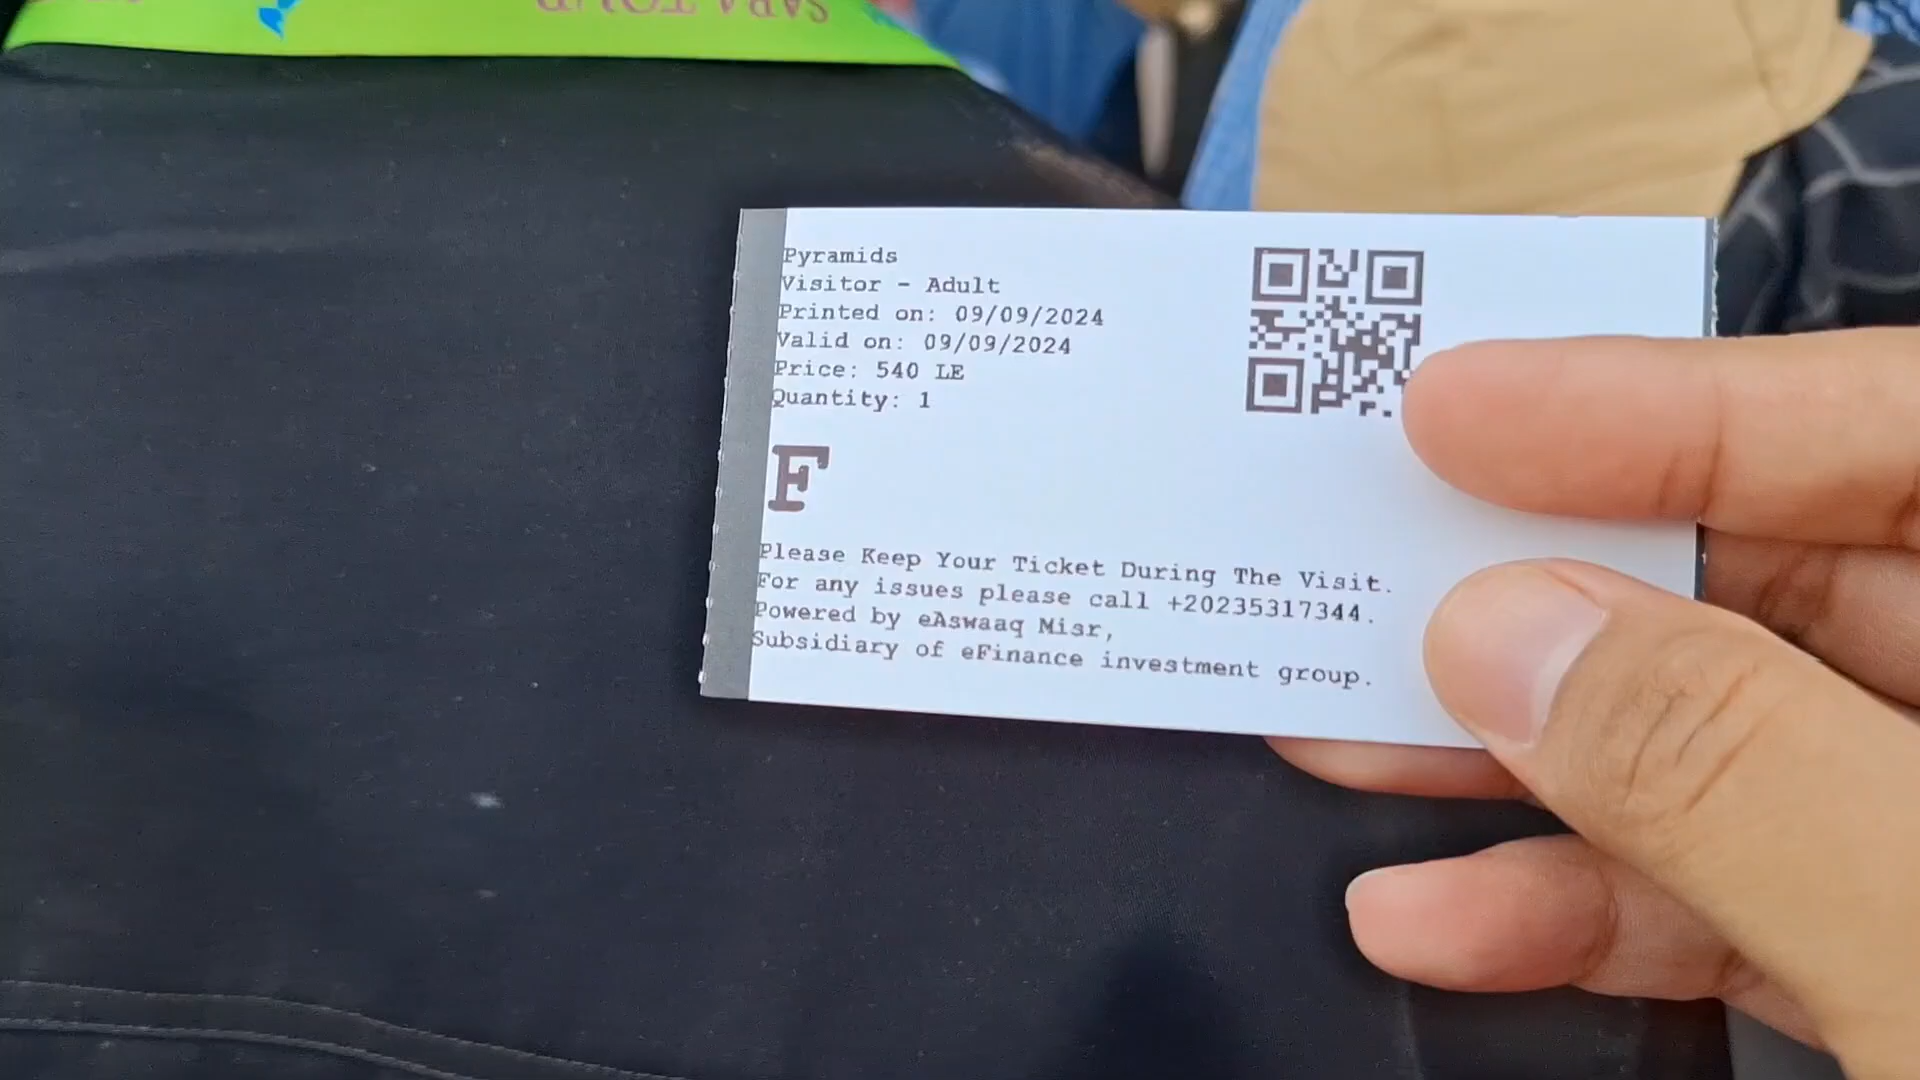 SABA TOUR
Pyramids
Visitor - Adult
Printed on: 09/09/2024
Valid on: 09/09/2024
Price: 540 LE
Quantity: 1
F
Please Keep Your Ticket During The Visit.
For any issues please call +20235317344.
Powered by eAswaaq Misr,
Subsidiary of eFinance investment group.